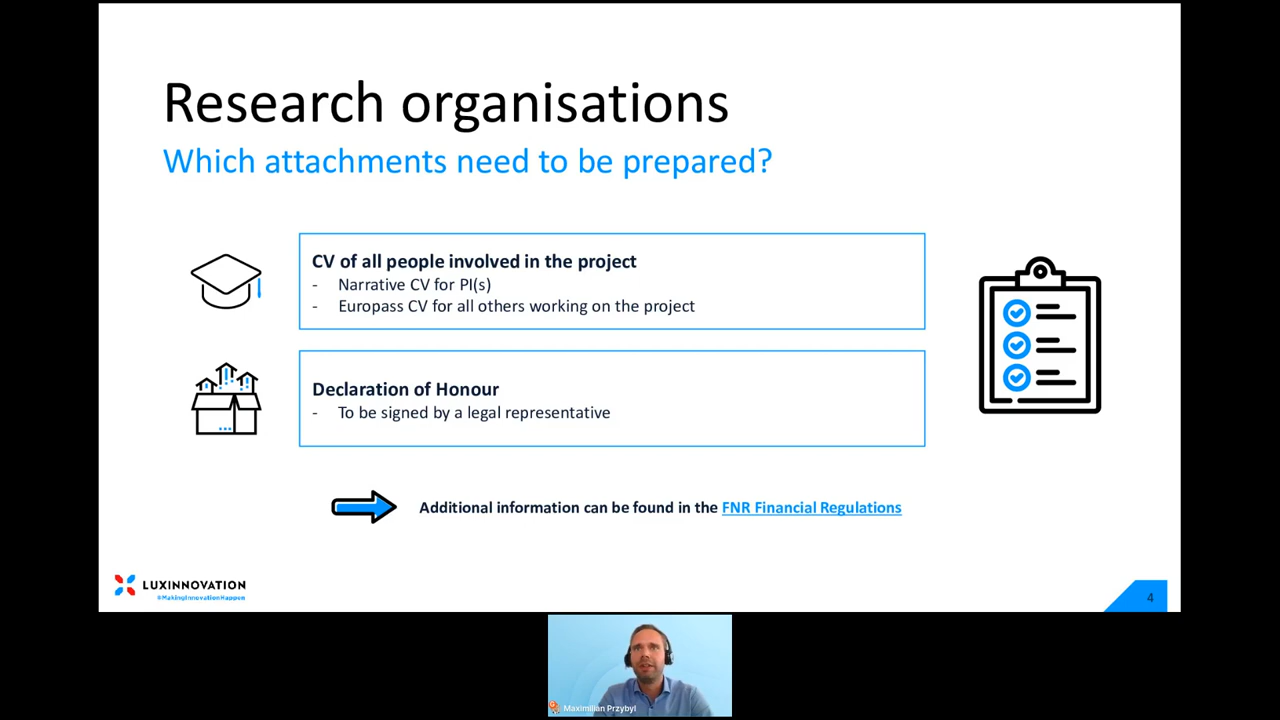 Research organisations
Which attachments need to be prepared?
CV of all people involved in the project
- Narrative CV for PI(s)
- Europass CV for all others working on the project
Declaration of Honour
- To be signed by a legal representative
Additional information can be found in the FNR Financial Regulations
LUXINNOVATION
#MakingInnovationHappen
4
Maximilian Przybyl